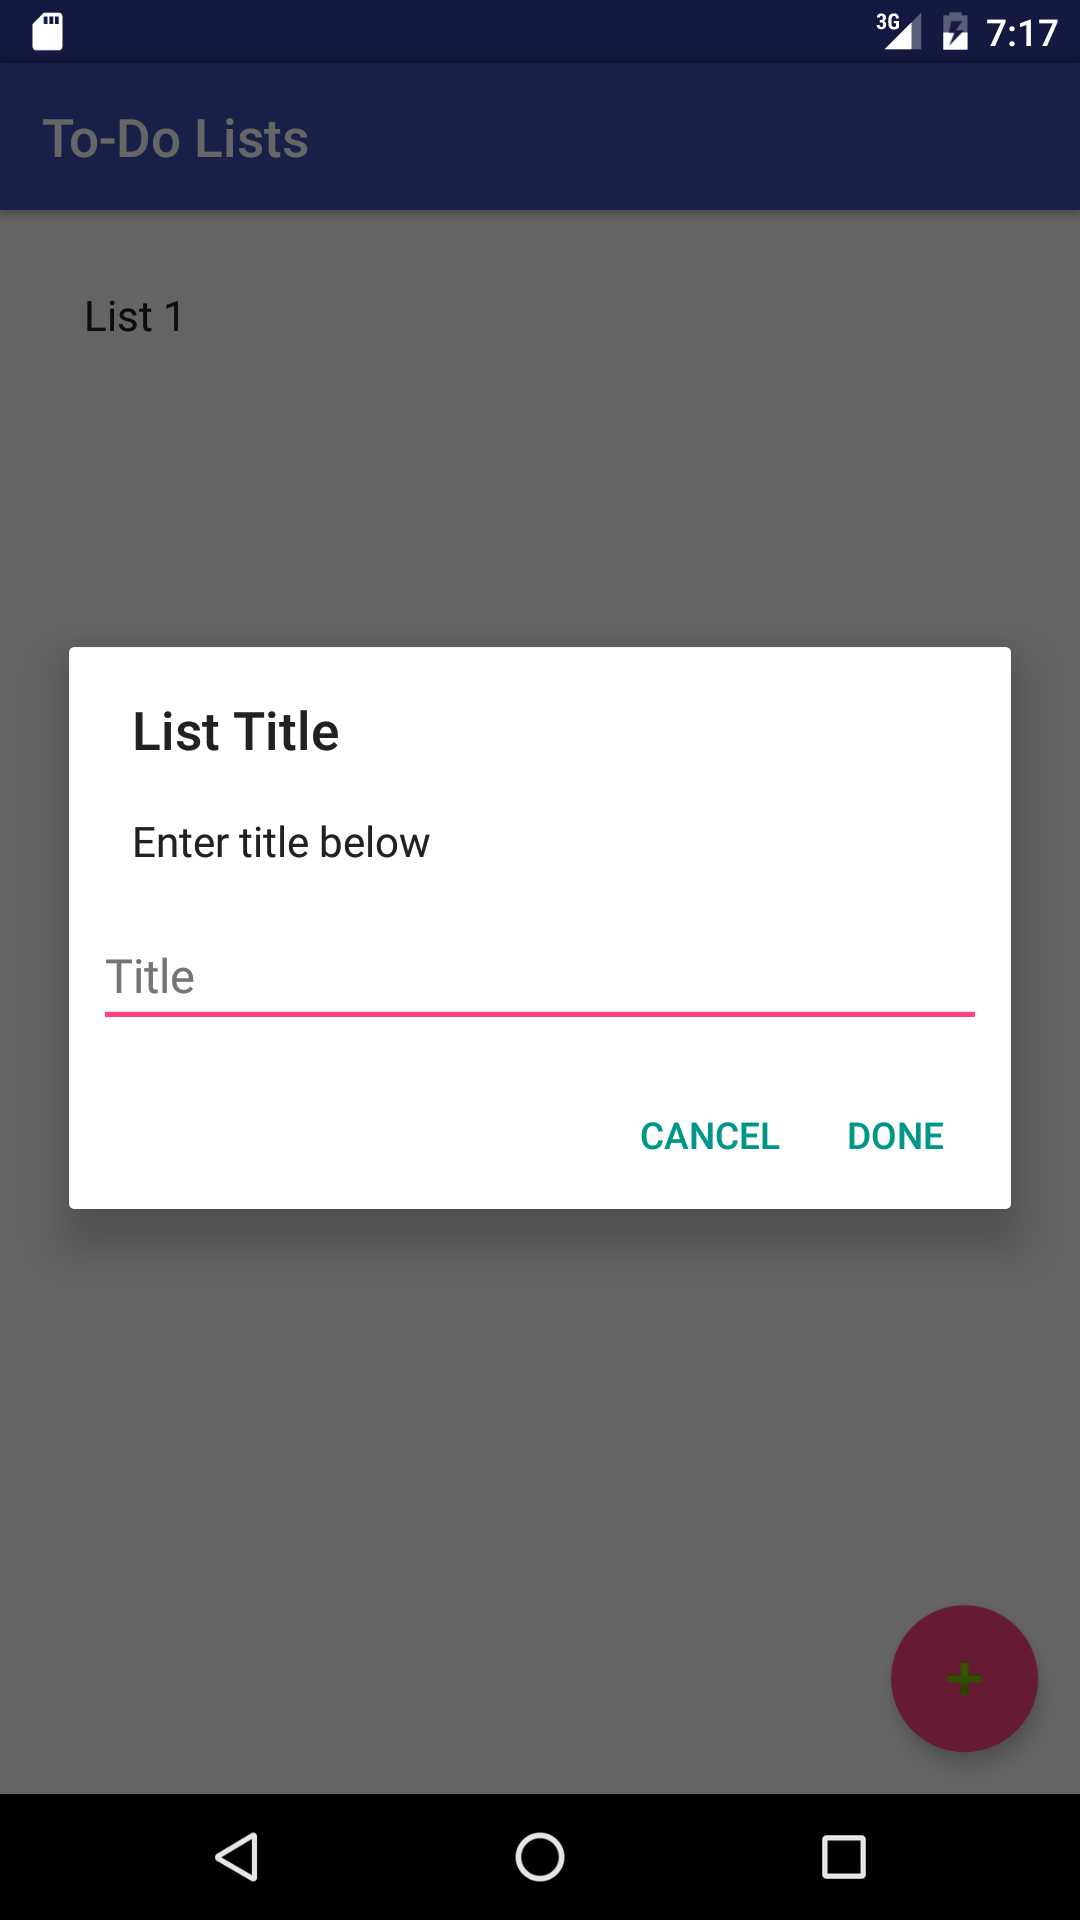 3G 7:17
To-Do Lists
List 1
List Title
Enter title below
Title
CANCEL DONE